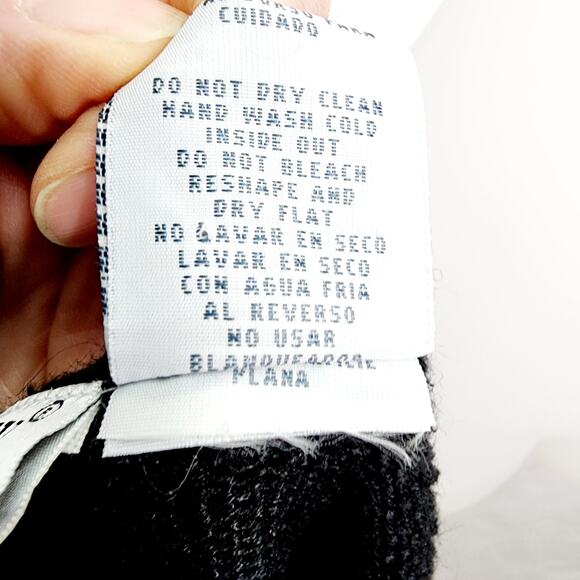 CUIDADO
DO NOT DRY CLEAN
HAND WASH COLD
INSIDE OUT
DO NOT BLEACH
RESHAPE AND
DRY FLAT
NO LAVAR EN SECO
LAVAR EN SECO
CON AGUA FRIA
AL REVERSO
NO USAR
PLANA
®